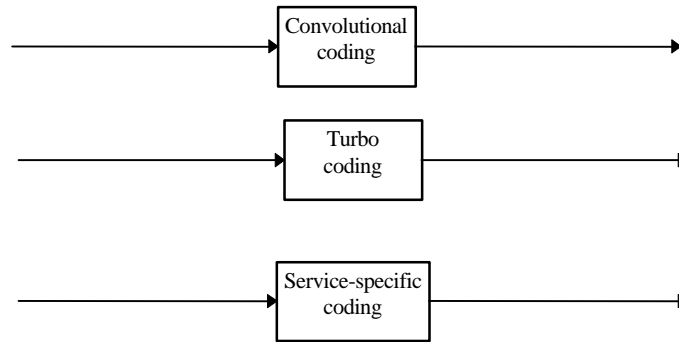 Convolutional
coding
Turbo
coding
Service-specific
coding